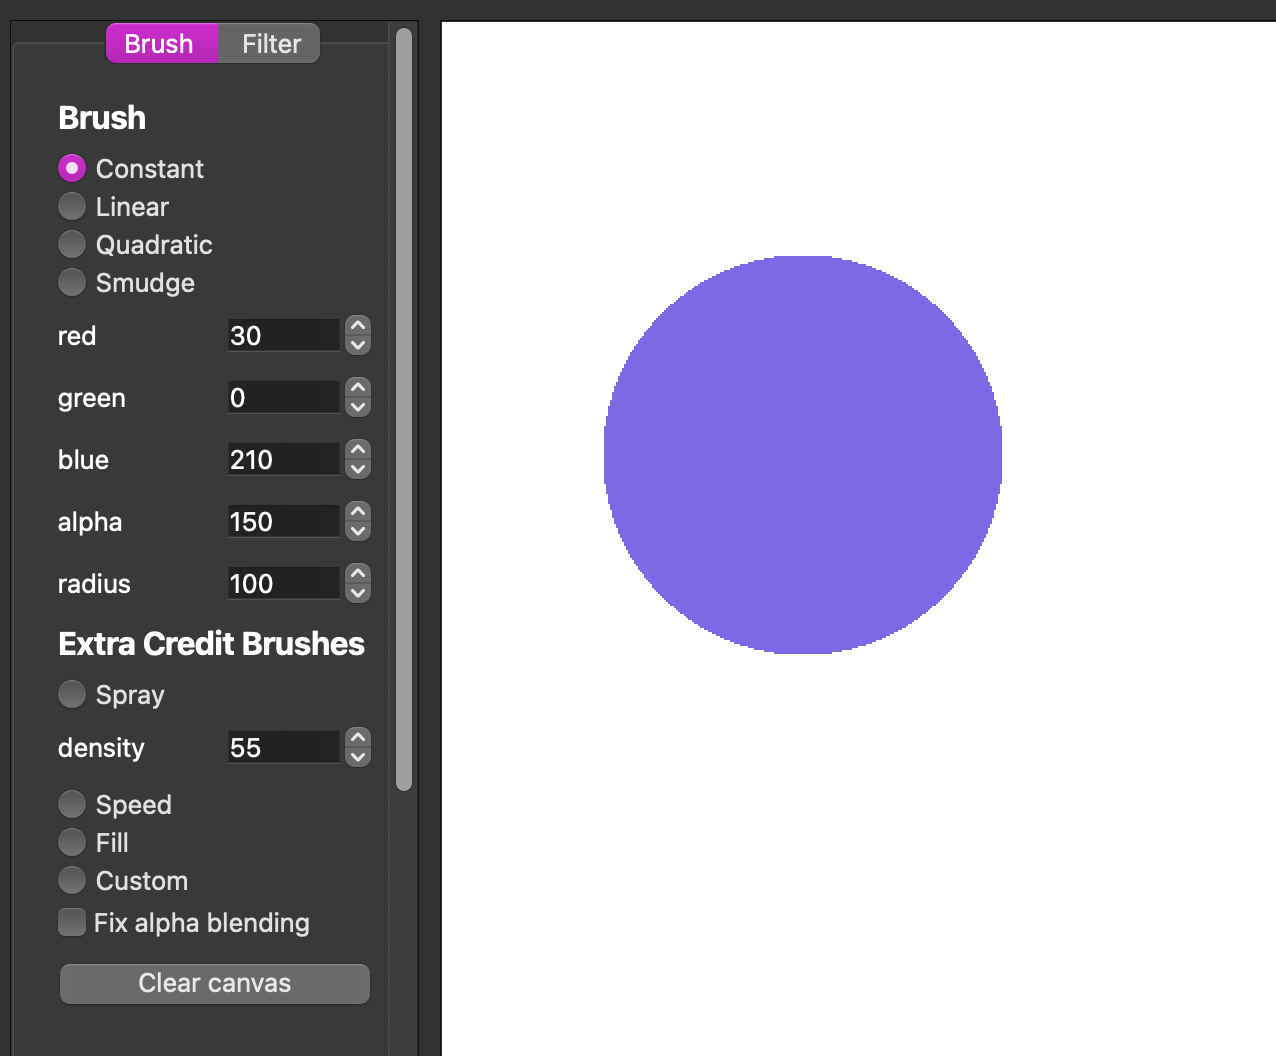 Brush Filter
Brush
Constant
Linear
Quadratic
Smudge
red 30
green 0
blue 210
alpha 150
radius 100
Extra Credit Brushes
Spray
density 55
Speed
Fill
Custom
Fix alpha blending
Clear canvas